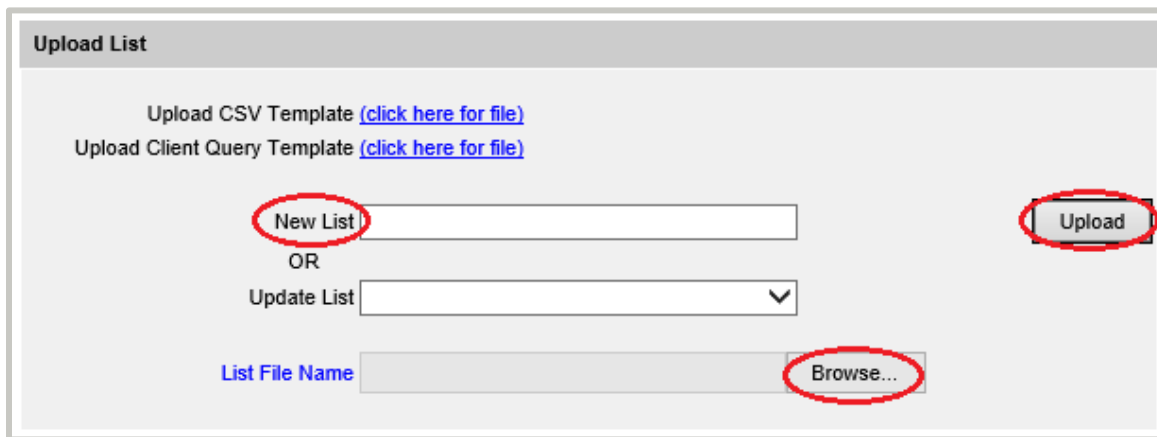 Upload List
Upload CSV Template (click here for file)
Upload Client Query Template (click here for file)
New List
Upload
OR
Update List
List File Name
Browse...